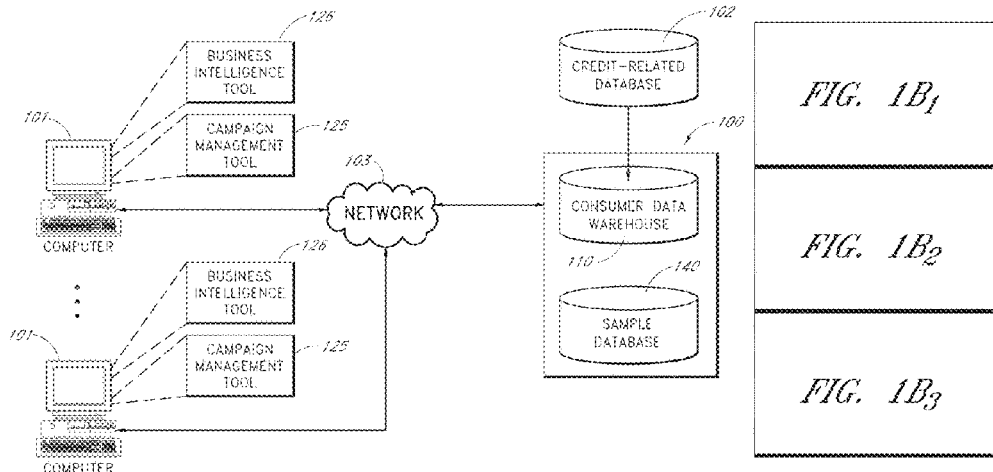 126
BUSINESS
INTELLIGENCE
TOOL
101
125
CAMPAIGN
MANAGEMENT
TOOL
COMPUTER
103
NETWORK
126
BUSINESS
INTELLIGENCE
TOOL
101
125
CAMPAIGN
MANAGEMENT
TOOL
COMPUTER
102
CREDIT-RELATED
DATABASE
100
CONSUMER DATA
WAREHOUSE
110
140
SAMPLE
DATABASE
FIG. 1B1
FIG. 1B2
FIG. 1B3